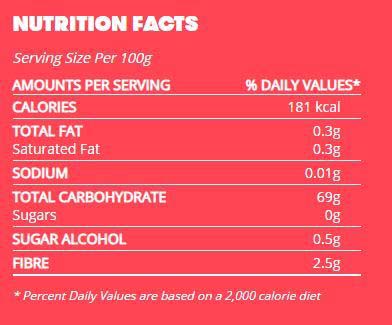 NUTRITION FACTS
Serving Size Per 100g
AMOUNTS PER SERVING % DAILY VALUES*
CALORIES 181 kcal
TOTAL FAT 0.3g
Saturated Fat 0.3g
SODIUM 0.01g
TOTAL CARBOHYDRATE 69g
Sugars 0g
SUGAR ALCOHOL 0.5g
FIBRE 2.5g
* Percent Daily Values are based on a 2,000 calorie diet